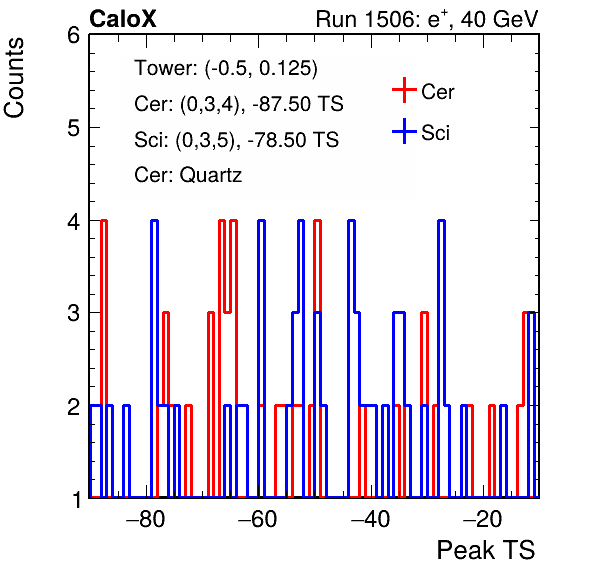 CaloX
Run 1506: e+, 40 GeV
Counts
6
5
4
3
2
1
Tower: (-0.5, 0.125)
Cer: (0,3,4), -87.50 TS
Sci: (0,3,5), -78.50 TS
Cer: Quartz
Cer
Sci
−80
−60
−40
−20
Peak TS